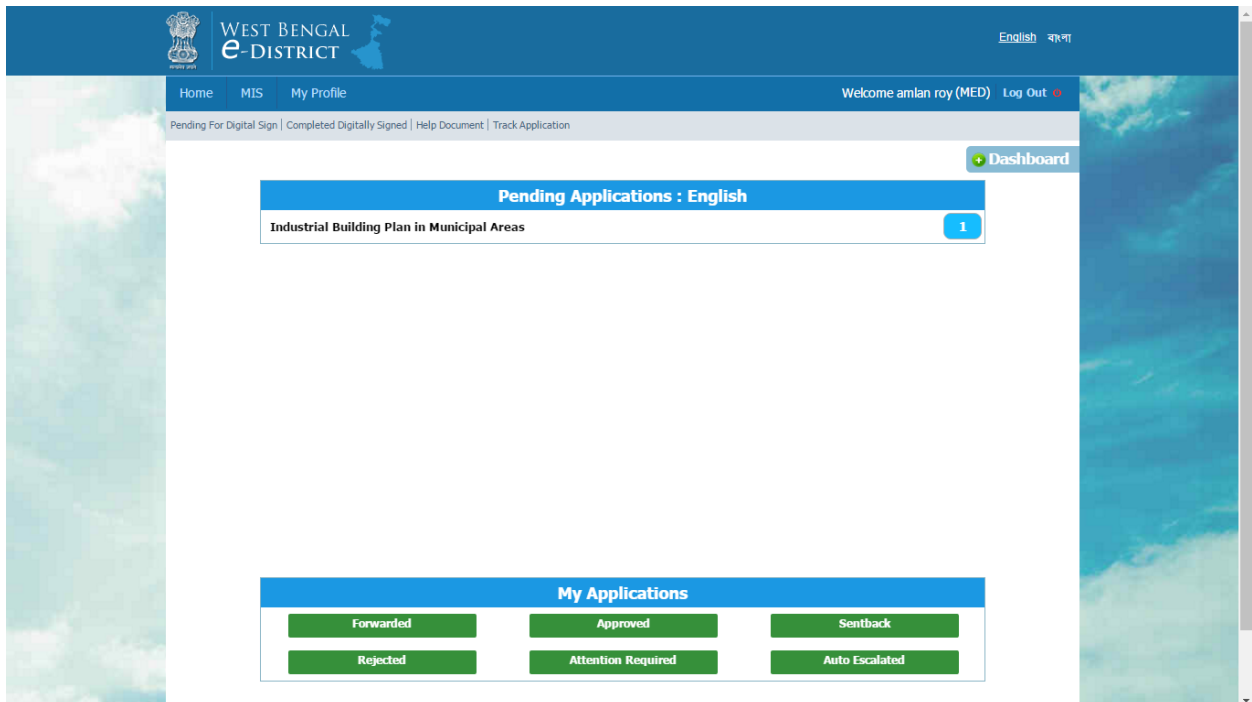 WEST BENGAL
e-DISTRICT
English বাংলা
Home MIS My Profile Welcome amlan roy (MED) Log Out
Pending For Digital Sign | Completed Digitally Signed | Help Document | Track Application
Dashboard
Pending Applications : English
Industrial Building Plan in Municipal Areas 1
My Applications
Forwarded Approved Sentback
Rejected Attention Required Auto Escalated